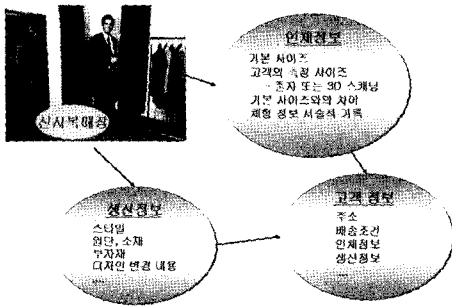 신사복매장
인체정보
기본 사이즈
고객의 측정 사이즈
- 줄자 또는 3D 스캐닝
기본 사이즈와의 차이
체형 정보 서술적 기록
생산정보
스타일
원단, 소재
부자재
디자인 변경 내용
....
고객 정보
주소
배송조건
인체정보
생산정보
....